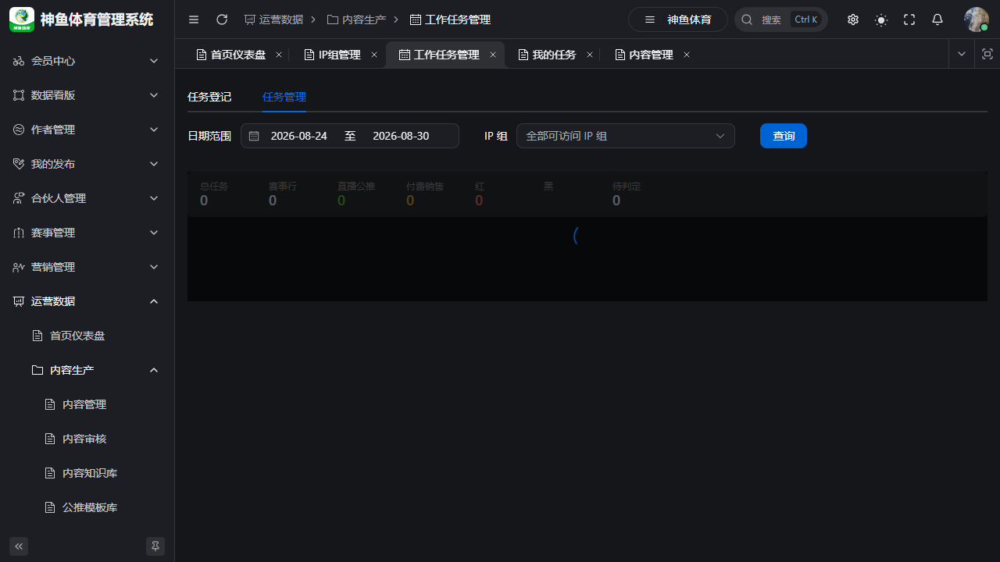 神鱼体育管理系统
运营数据
内容生产
工作任务管理
神鱼体育
搜索
Ctrl K
首页仪表盘
IP组管理
工作任务管理
我的任务
内容管理
会员中心
数据看版
作者管理
我的发布
合伙人管理
赛事管理
营销管理
运营数据
首页仪表盘
内容生产
内容管理
内容审核
内容知识库
公推模板库
任务登记
任务管理
日期范围
2026-08-24
至
2026-08-30
IP 组
全部可访问 IP 组
查询
总任务
赛事行
直播公推
付费销售
红
黑
待判定
0
0
0
0
0
0